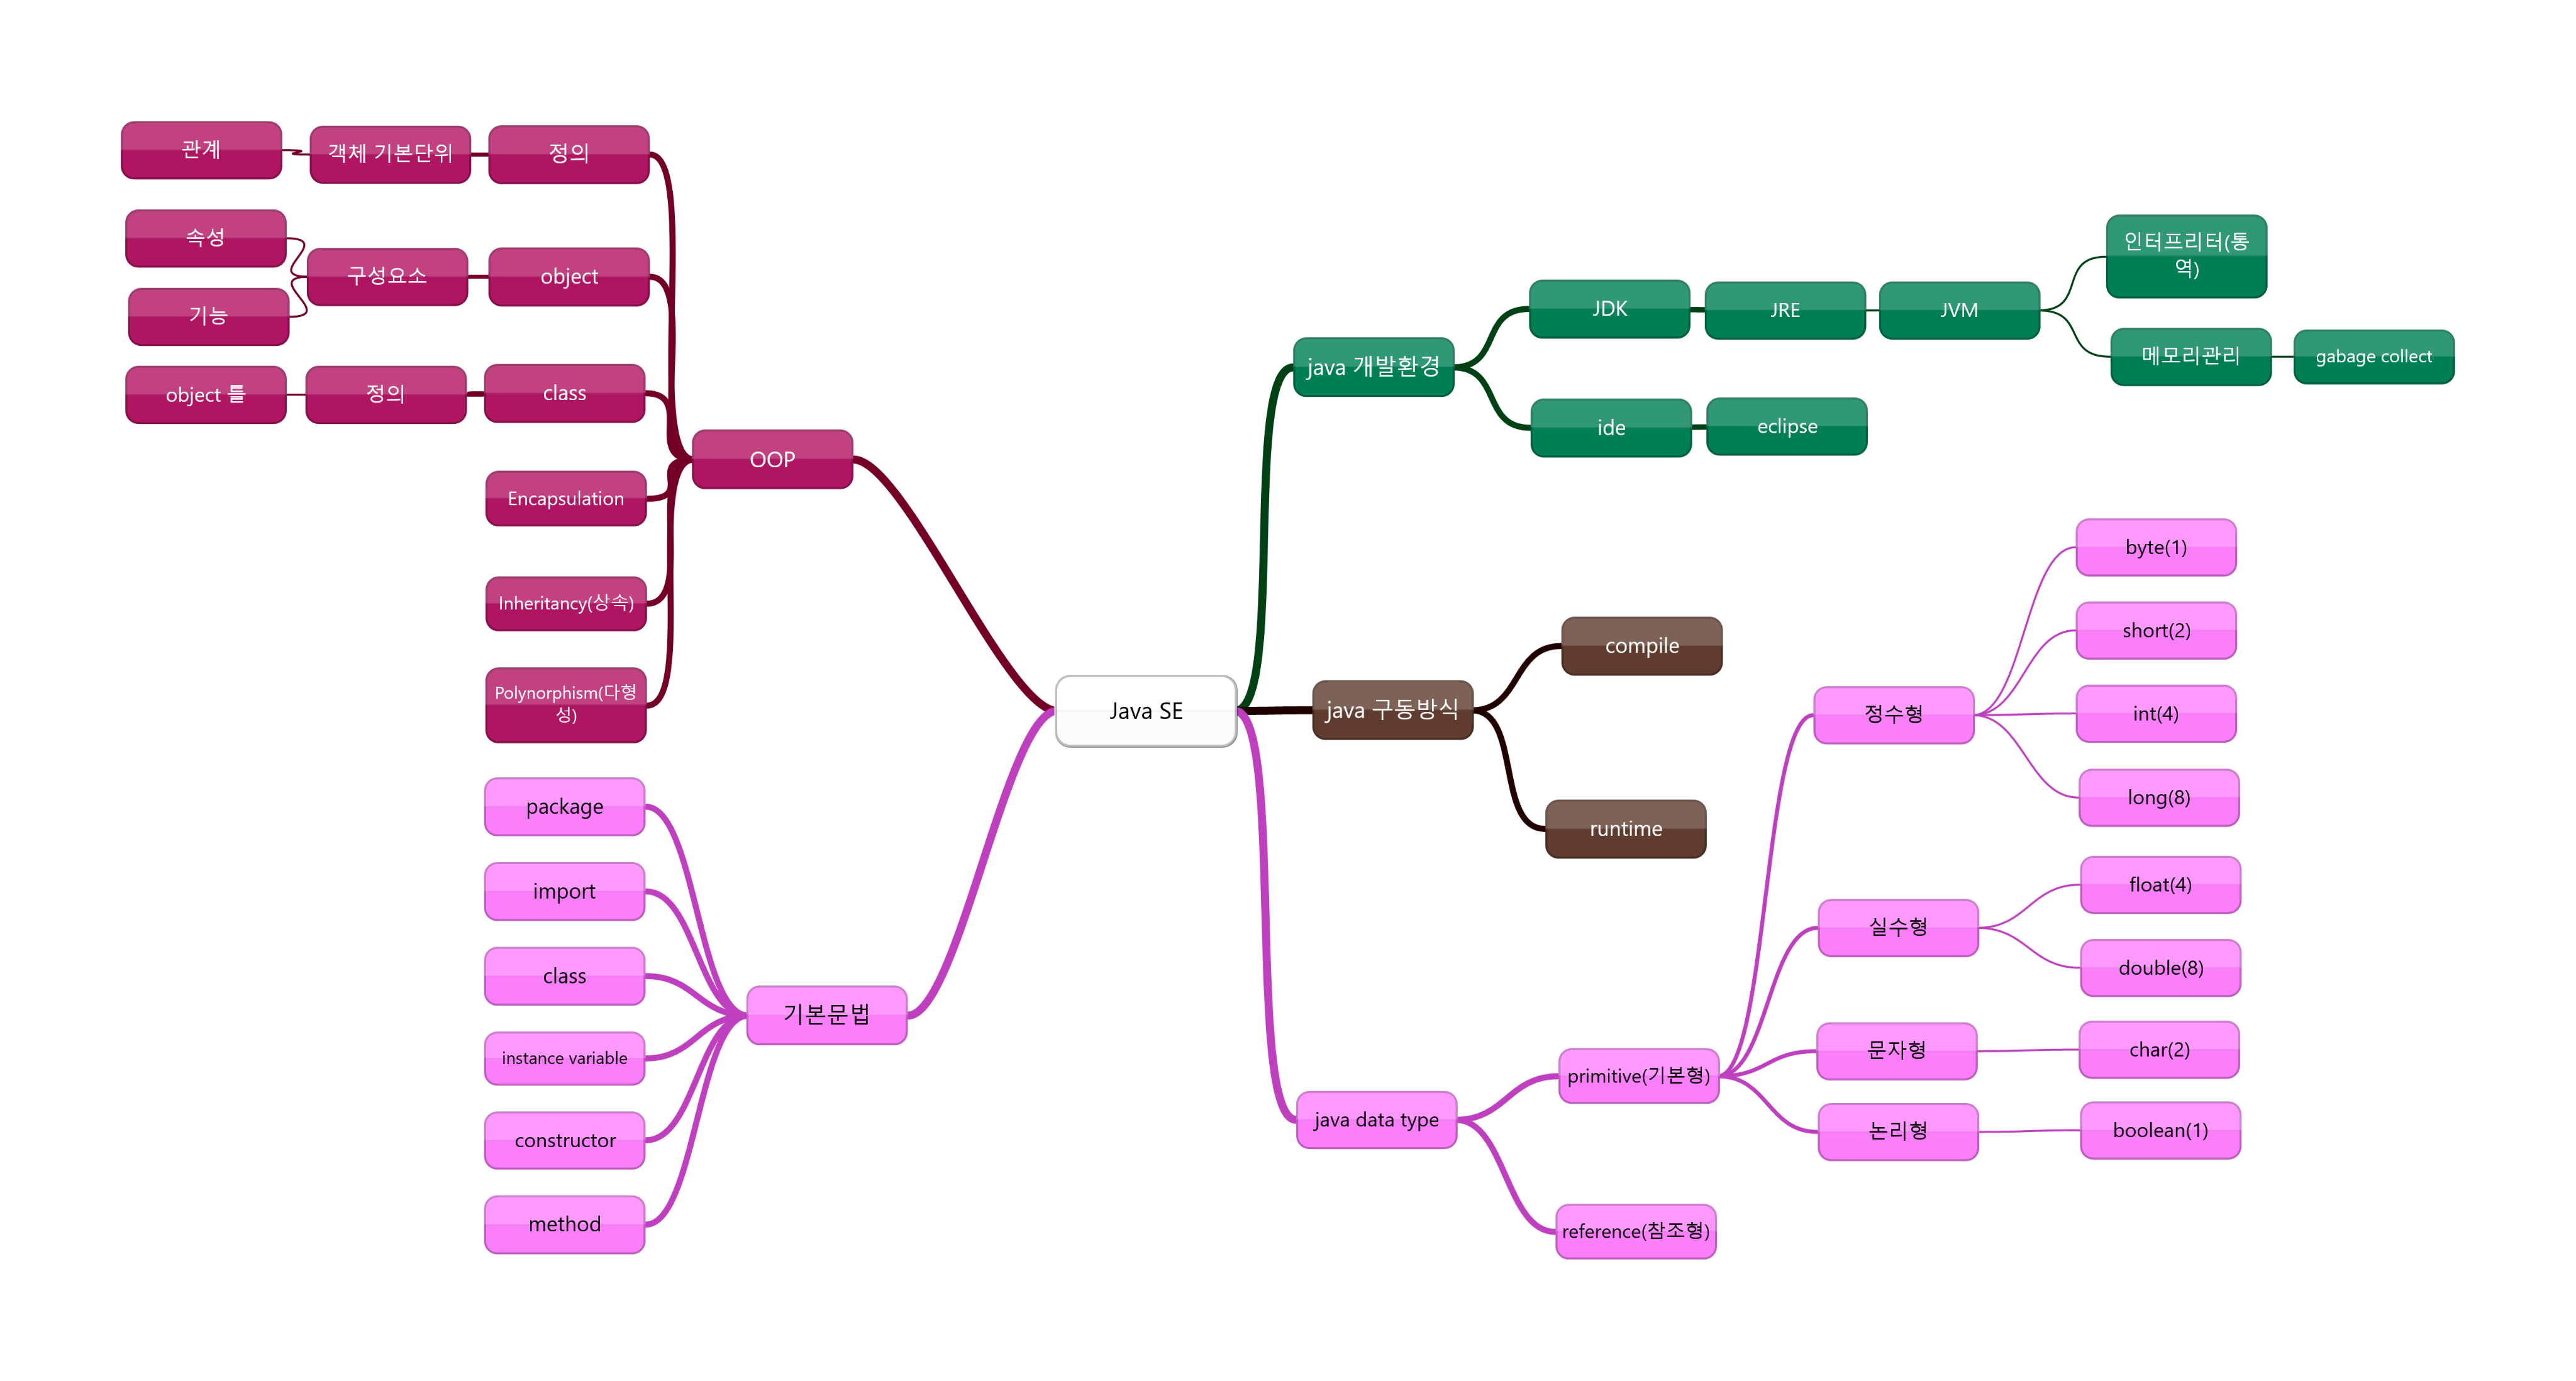 관계
객체 기본단위
정의
속성
기능
구성요소
object
object 틀
정의
class
OOP
Encapsulation
Inheritancy(상속)
Polynorphism(다형
성)
package
import
class
instance variable
constructor
method
기본문법
Java SE
java 개발환경
JDK
JRE
JVM
인터프리터(통
역)
메모리관리
gabage collect
ide
eclipse
java 구동방식
compile
runtime
java data type
primitive(기본형)
정수형
byte(1)
short(2)
int(4)
long(8)
실수형
float(4)
double(8)
문자형
char(2)
논리형
boolean(1)
reference(참조형)